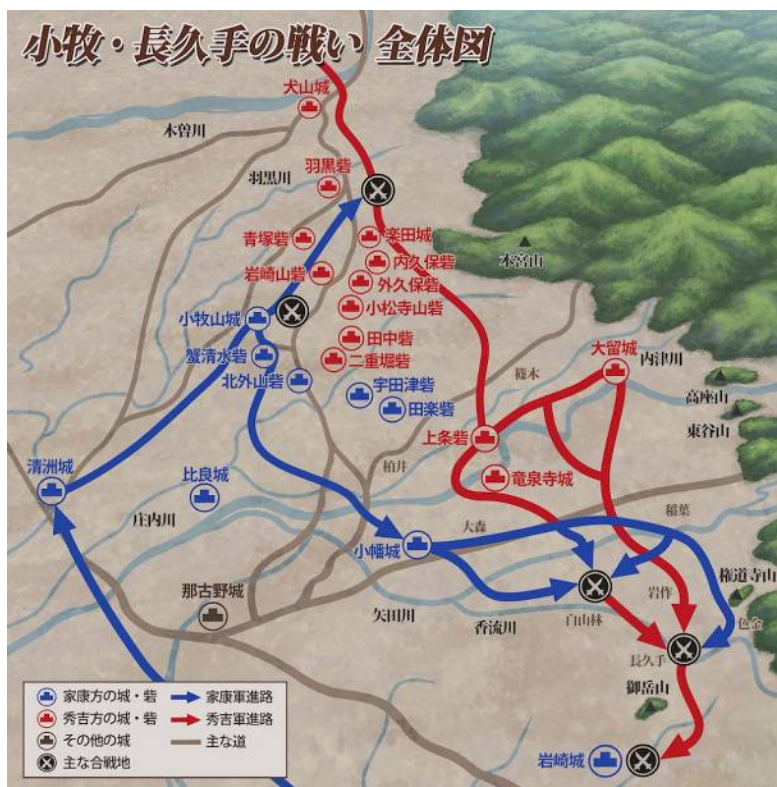 小牧・長久手の戦い 全体図
犬山城
木曽川
羽黒砦
羽黒川
青塚砦
楽田城
本宮山
内久保砦
岩崎山砦
外久保砦
小松寺山砦
小牧山城
田中砦
大留城
内津川
蟹清水砦
二重堀砦
篠木
北外山砦
宇田津砦
高座山
田楽砦
東谷山
上条砦
清洲城
比良城
柏井
竜泉寺城
庄内川
大森
稲葉
小幡城
権道寺山
那古野城
矢田川
香流川
白山林
岩作
色金
長久手
御岳山
岩崎城
家康方の城・砦
家康軍進路
秀吉方の城・砦
秀吉軍進路
その他の城
主な道
主な合戦地